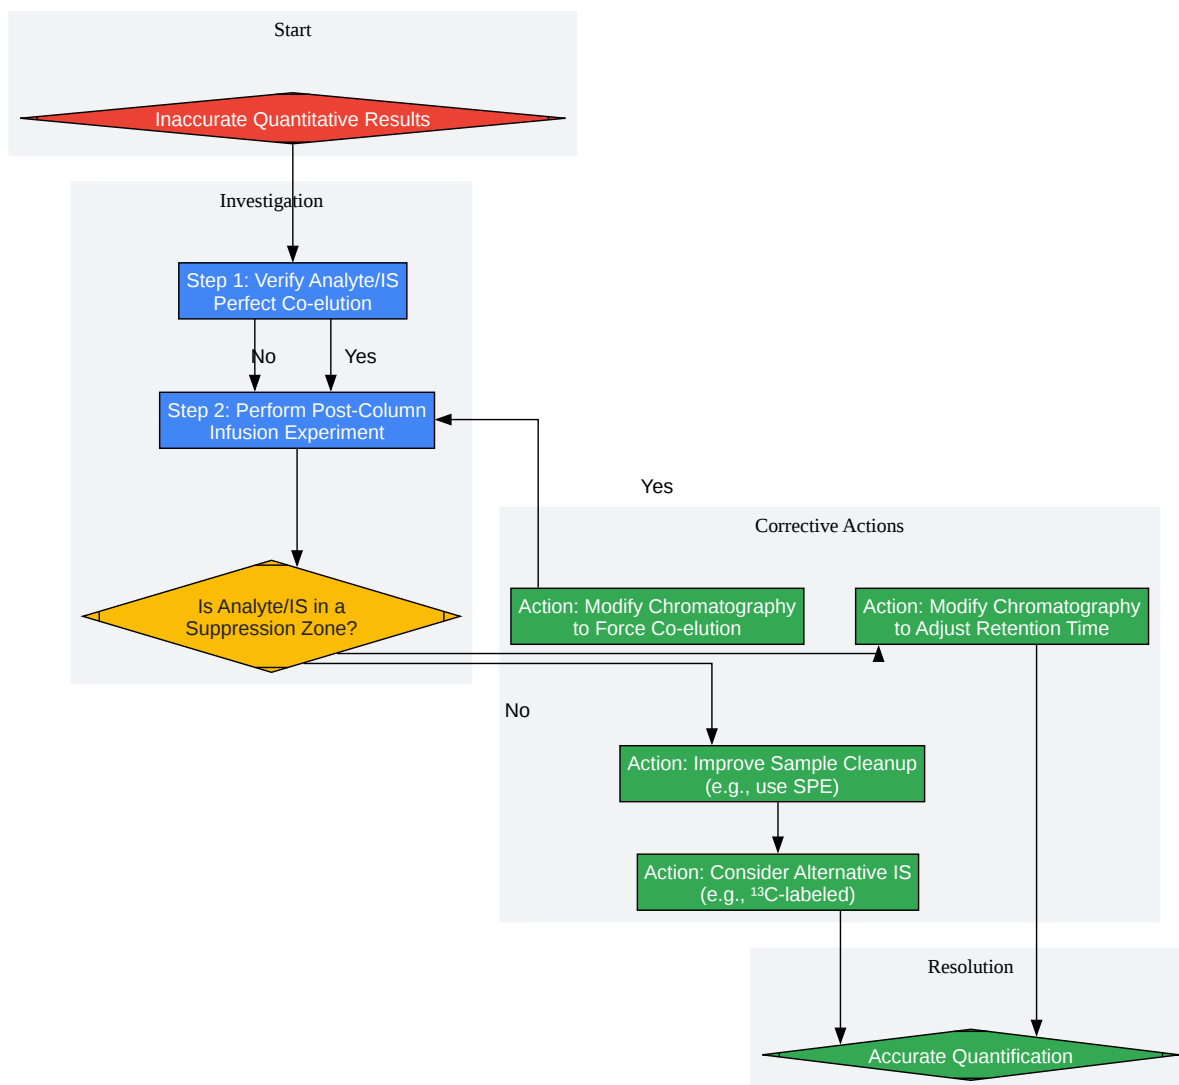 Start
Inaccurate Quantitative Results
Investigation
Step 1: Verify Analyte/IS
Perfect Co-elution
No
Yes
Step 2: Perform Post-Column
Infusion Experiment
Yes
Corrective Actions
Is Analyte/IS in a
Suppression Zone?
Action: Modify Chromatography
to Force Co-elution
Action: Modify Chromatography
to Adjust Retention Time
No
Action: Improve Sample Cleanup
(e.g., use SPE)
Action: Consider Alternative IS
(e.g., ¹³C-labeled)
Resolution
Accurate Quantification